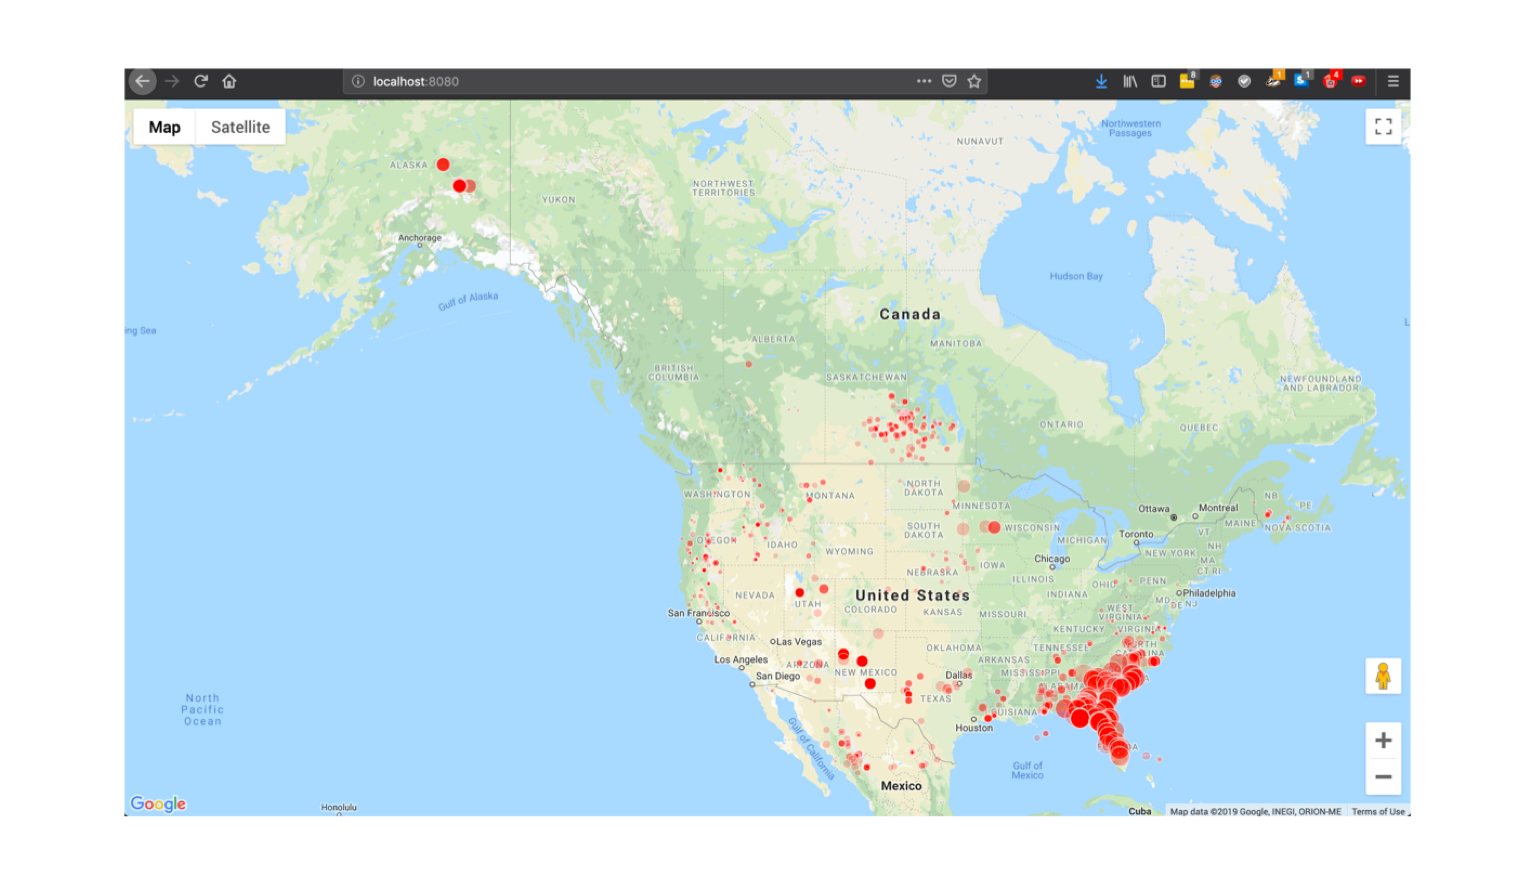 localhost:8080
8
1
1
4
Map
Satellite
Northwestern
Passages
NUNAVUT
ALASKA
NORTHWEST
TERRITORIES
YUKON
Anchorage
Hudson Bay
Gulf of Alaska
Canada
ing Sea
ALBERTA
MANITOBA
BRITISH
COLUMBIA
SASKATCHEWAN
NEWFOUNDLAND
AND LABRADOR
ONTARIO
QUEBEC
WASHINGTON
MONTANA
NORTH
DAKOTA
MINNESOTA
Ottawa
Montreal
NB
PE
MAINE
NOVA SCOTIA
SOUTH
DAKOTA
WISCONSIN
Toronto
VT
NH
OREGON
IDAHO
WYOMING
MICHIGAN
NEW YORK
MA
CT RI
Chicago
IOWA
NEBRASKA
ILLINOIS
OHIO
PENN
NEVADA
UTAH
United States
INDIANA
Philadelphia
MD
DE NJ
COLORADO
KANSAS
MISSOURI
WEST
VIRGINIA
San Francisco
KENTUCKY
VIRGINIA
CALIFORNIA
Las Vegas
OKLAHOMA
TENNESSEE
NORTH
CAROLINA
Los Angeles
ARIZONA
NEW MEXICO
ARKANSAS
MISSISSIPPI
San Diego
Dallas
TEXAS
North
Pacific
Ocean
LOUISIANA
Houston
Gulf of California
Gulf of
Mexico
Mexico
Google
Honolulu
Cuba
Map data ©2019 Google, INEGI, ORION-ME
Terms of Use